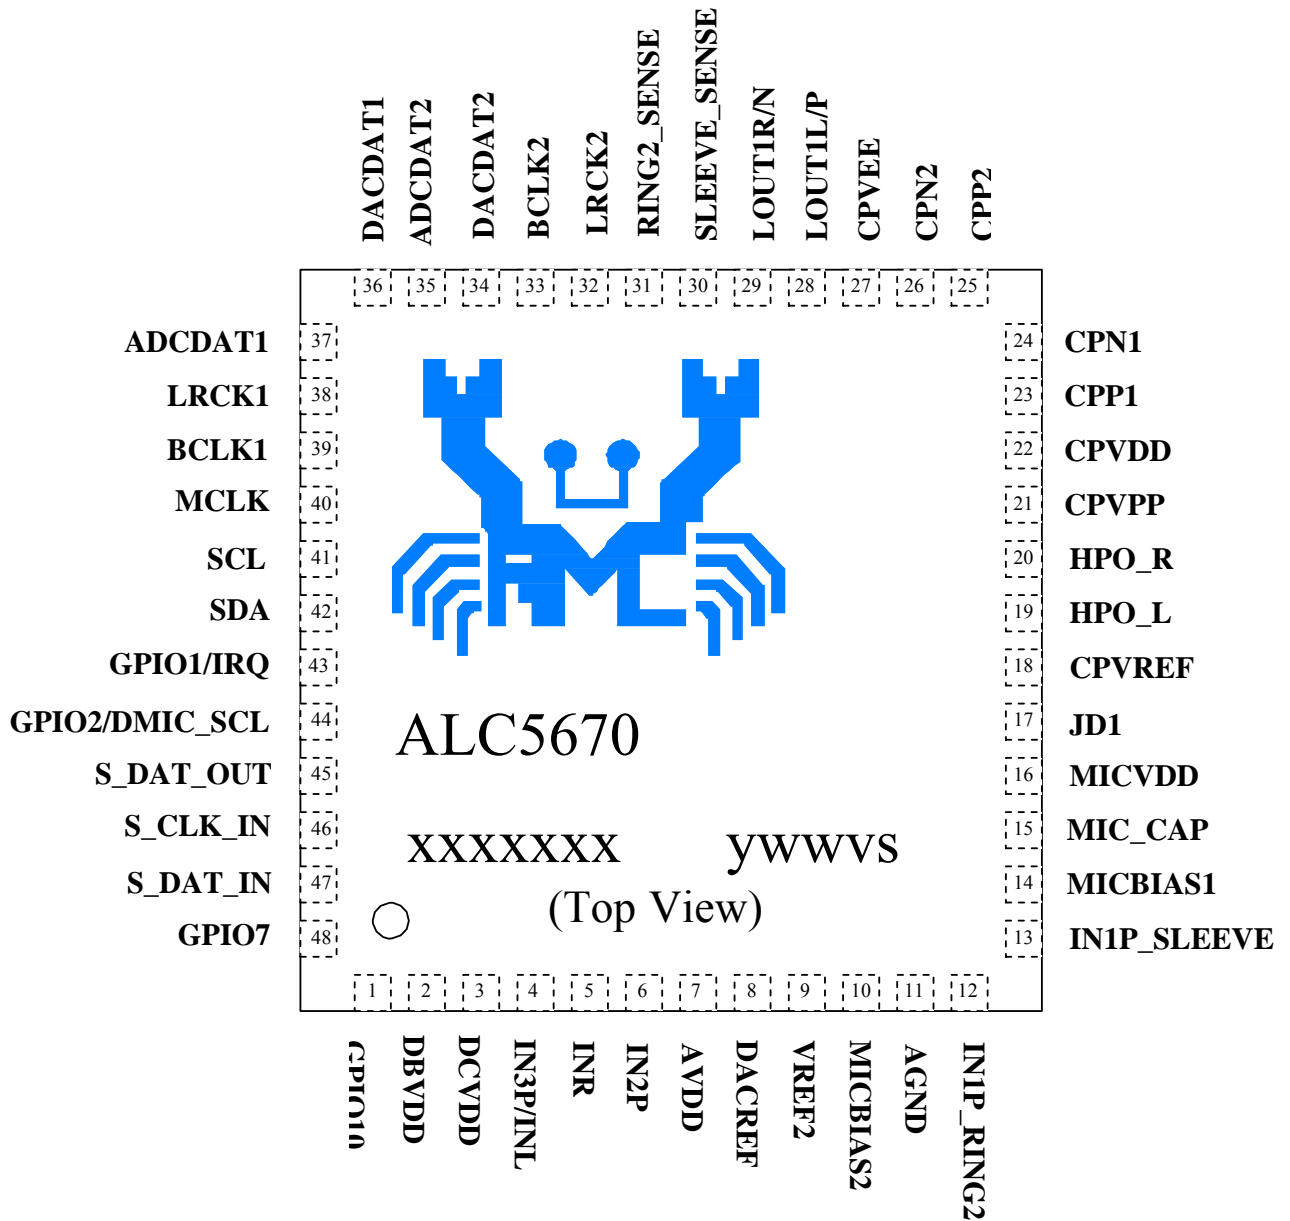 DACDAT1
ADCDAT2
DACDAT2
BCLK2
LRCK2
RING2_SENSE
SLEEVE_SENSE
LOUT1R/N
LOUT1L/P
CPVEE
CPN2
CPP2
36 35 34 33 32 31 30 29 28 27 26 25
ADCDAT1 37
24 CPN1
LRCK1 38
23 CPP1
BCLK1 39
22 CPVDD
MCLK 40
21 CPVPP
SCL 41
20 HPO_R
SDA 42
19 HPO_L
GPIO1/IRQ 43
18 CPVREF
GPIO2/DMIC_SCL 44
17 JD1
S_DAT_OUT 45
16 MICVDD
S_CLK_IN 46
15 MIC_CAP
S_DAT_IN 47
14 MICBIAS1
GPIO7 48
13 IN1P_SLEEVE
ALC5670
xxxxxxx ywwvs
(Top View)
1 2 3 4 5 6 7 8 9 10 11 12
GPIO10
DBVDD
DCVDD
IN3P/INL
INR
IN2P
AVDD
DACREF
VREF2
MICBIAS2
AGND
IN1P_RING2